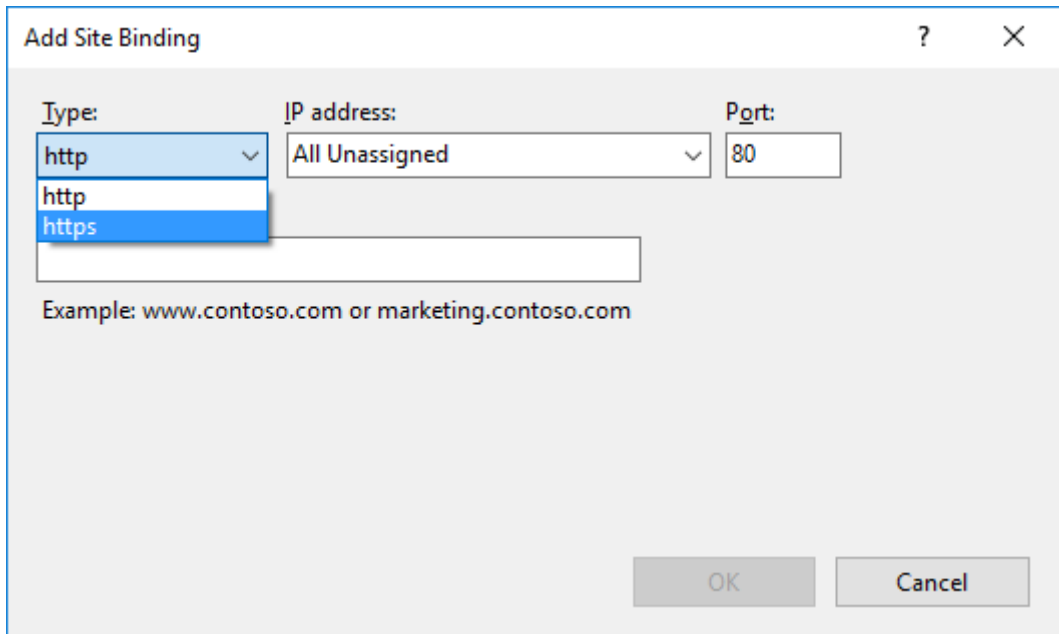 Add Site Binding ?
Type: IP address: Port:
http All Unassigned 80
http
https
Example: www.contoso.com or marketing.contoso.com
OK Cancel